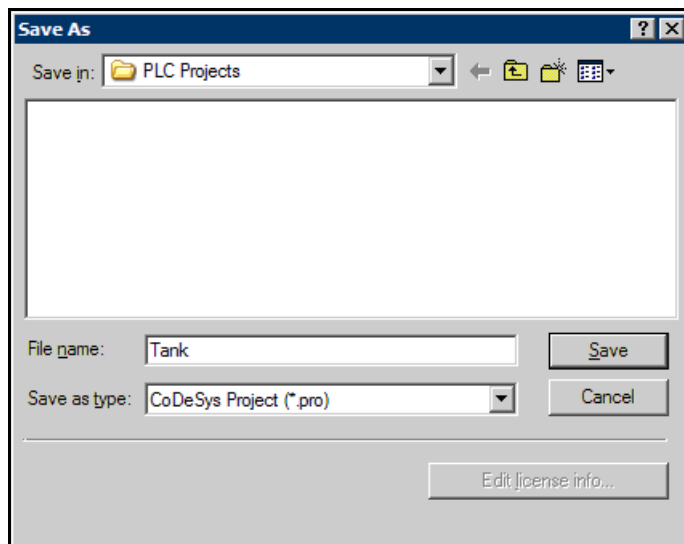 Save As
Save in: PLC Projects
File name: Tank Save
Save as type: CoDeSys Project (*.pro) Cancel
Edit license info...